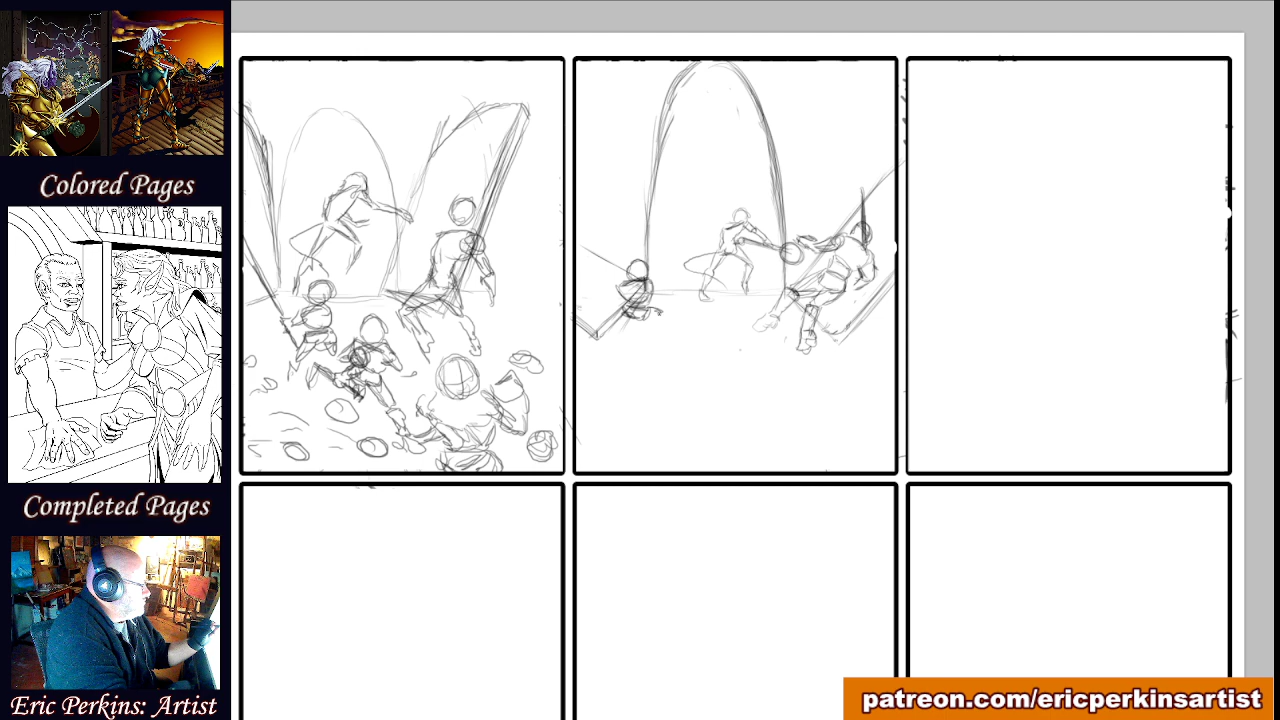 Colored Pages
Completed Pages
Eric Perkins: Artist
patreon.com/ericperkinsartist